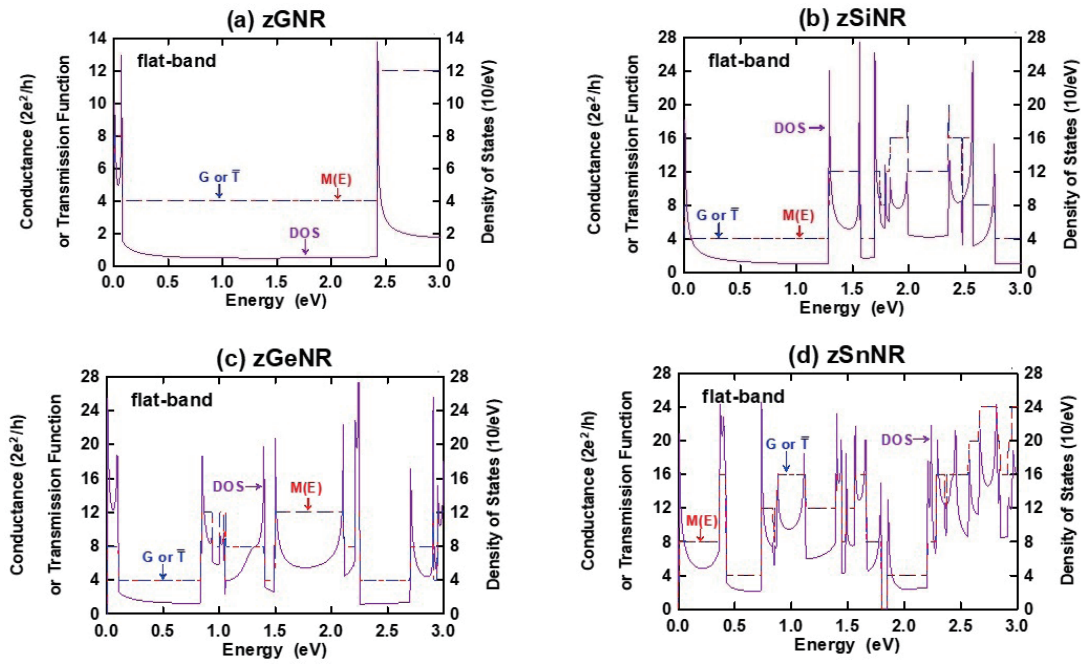 (a) zGNR
flat-band
Conductance (2e²/h)
or Transmission Function
14
12
10
8
6
4
2
0
G or T̅
M(E)
DOS
14
12
10
8
6
4
2
0
Density of States (10/eV)
0.0 0.5 1.0 1.5 2.0 2.5 3.0
Energy (eV)
(b) zSiNR
flat-band
Conductance (2e²/h)
or Transmission Function
28
24
20
16
12
8
4
0
DOS
G or T̅
M(E)
28
24
20
16
12
8
4
0
Density of States (10/eV)
0.0 0.5 1.0 1.5 2.0 2.5 3.0
Energy (eV)
(c) zGeNR
flat-band
Conductance (2e²/h)
or Transmission Function
28
24
20
16
12
8
4
0
DOS
M(E)
G or T̅
28
24
20
16
12
8
4
0
Density of States (10/eV)
0.0 0.5 1.0 1.5 2.0 2.5 3.0
Energy (eV)
(d) zSnNR
flat-band
Conductance (2e²/h)
or Transmission Function
28
24
20
16
12
8
4
0
G or T̅
DOS
M(E)
28
24
20
16
12
8
4
0
Density of States (10/eV)
0.0 0.5 1.0 1.5 2.0 2.5 3.0
Energy (eV)